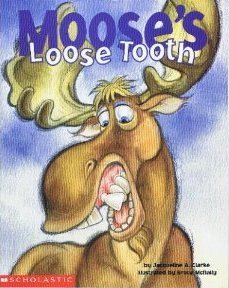 Moose's
Loose Tooth
by Jacqueline A. Clarke
Illustrated by Bruce McNally
SCHOLASTIC